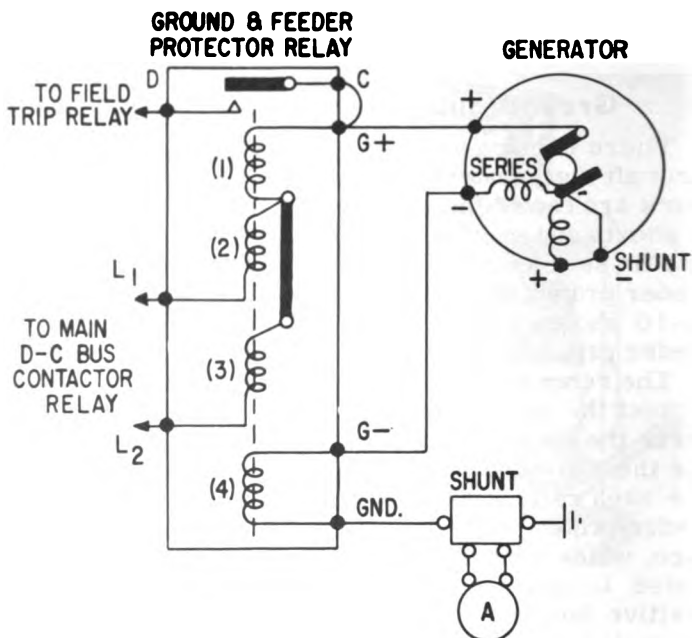 GROUND & FEEDER
PROTECTOR RELAY
GENERATOR
D
C
TO FIELD
TRIP RELAY
G+
+
(1)
SERIES
-
-
(2)
L1
SHUNT
+
-
TO MAIN
D-C BUS
CONTACTOR
RELAY
(3)
L2
G-
(4)
SHUNT
GND.
A